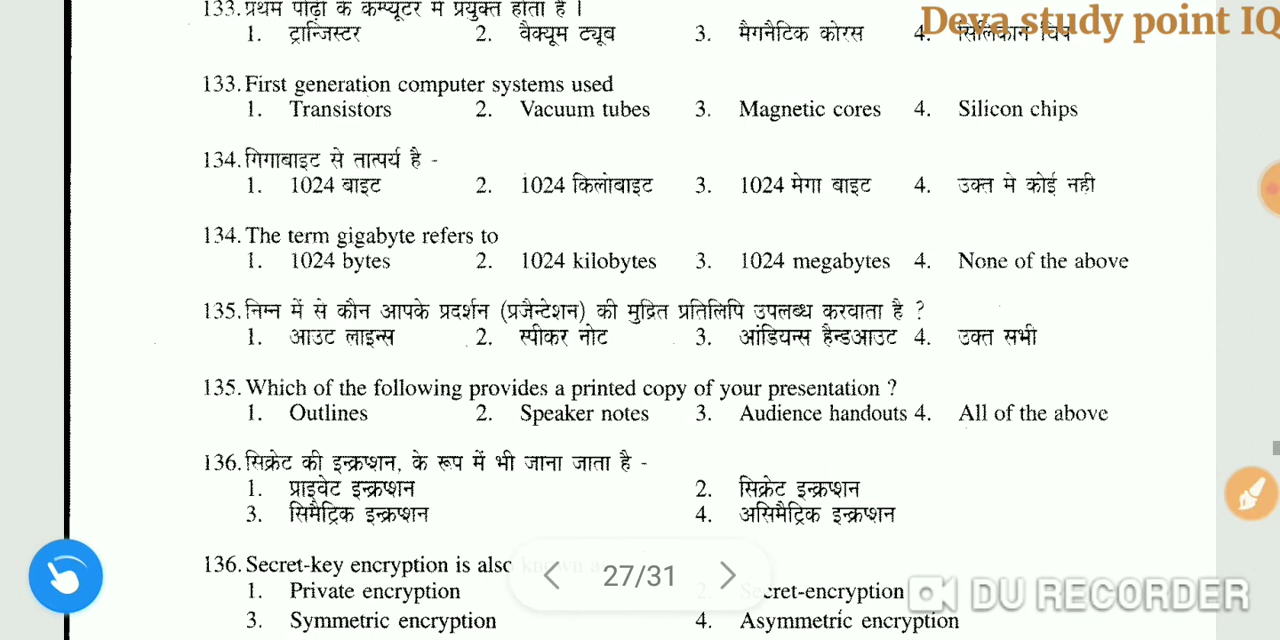 133. प्रथम पीढ़ी के कम्प्यूटर में प्रयुक्त होता है ।
Deva study point IQ
1. ट्रान्जिस्टर 2. वैक्यूम ट्यूब 3. मैगनैटिक कोरस 4. सिलिकान चिप
133. First generation computer systems used
1. Transistors 2. Vacuum tubes 3. Magnetic cores 4. Silicon chips
134. गिगाबाइट से तात्पर्य है -
1. 1024 बाइट 2. 1024 किलोबाइट 3. 1024 मेगा बाइट 4. उक्त मे कोई नही
134. The term gigabyte refers to
1. 1024 bytes 2. 1024 kilobytes 3. 1024 megabytes 4. None of the above
135. निम्न में से कौन आपके प्रदर्शन (प्रजैन्टेशन) की मुद्रित प्रतिलिपि उपलब्ध करवाता है ?
1. आउट लाइन्स 2. स्पीकर नोट 3. आंडियन्स हैन्डआउट 4. उक्त सभी
135. Which of the following provides a printed copy of your presentation ?
1. Outlines 2. Speaker notes 3. Audience handouts 4. All of the above
136. सिक्रेट की इन्क्रप्शन, के रूप में भी जाना जाता है -
1. प्राइवेट इन्क्रप्शन 2. सिक्रेट इन्क्रप्शन
3. सिमैट्रिक इन्क्रप्शन 4. असिमैट्रिक इन्क्रप्शन
136. Secret-key encryption is also known a
27/31
1. Private encryption 2. Secret-encryption
DU RECORDER
3. Symmetric encryption 4. Asymmetric encryption